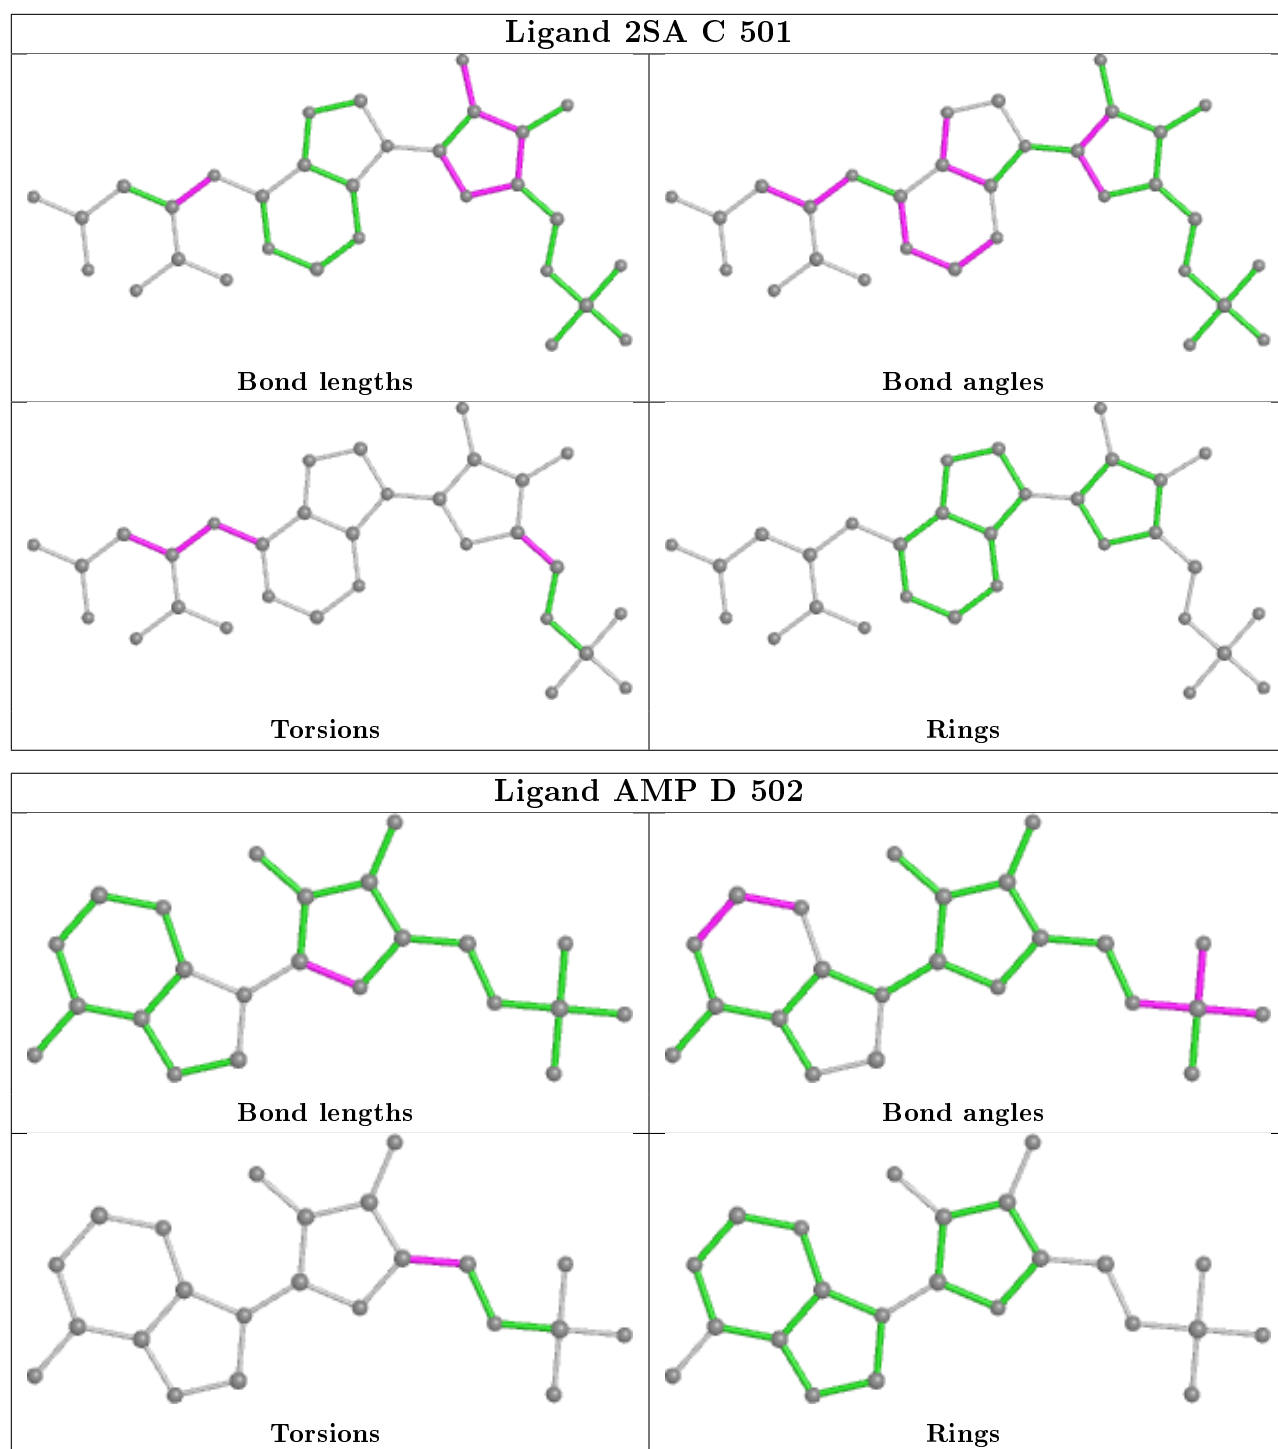 Ligand 2SA C 501
Bond lengths
Bond angles
Torsions
Rings
Ligand AMP D 502
Bond lengths
Bond angles
Torsions
Rings